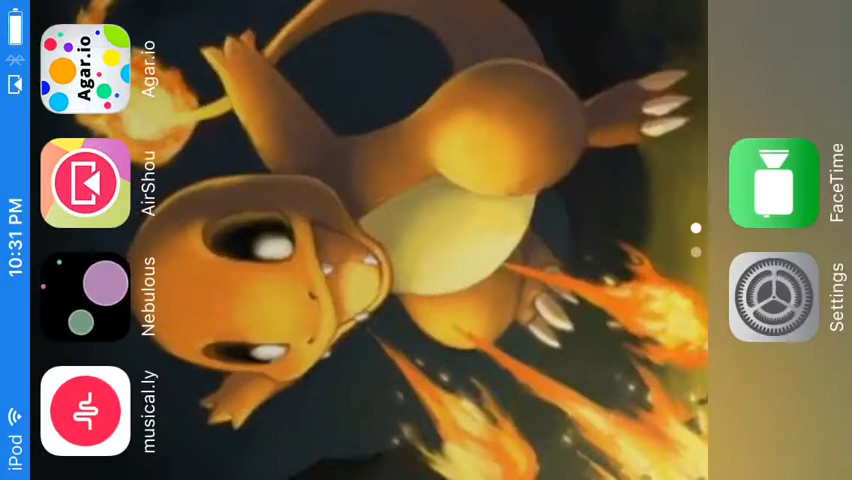 iPod
10:31 PM
musical.ly
Nebulous
AirShou
Agar.io
Agar.io
Settings
FaceTime